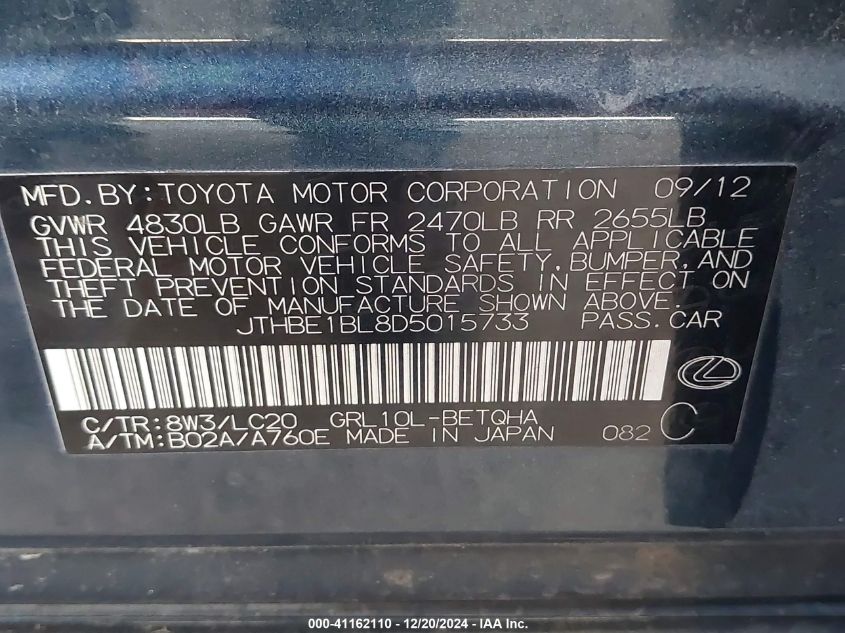 MFD.BY:TOYOTA MOTOR CORPORATION 09/12
GVWR 4830LB GAWR FR 2470LB RR 2655LB
THIS VEHICLE CONFORMS TO ALL APPLICABLE
FEDERAL MOTOR VEHICLE SAFETY,BUMPER,AND
THEFT PREVENTION STANDARDS IN EFFECT ON
THE DATE OF MANUFACTURE SHOWN ABOVE.
JTHBE1BL8D5015733 PASS.CAR
C/TR:8W3/LC20 GRL10L-BETQHA
A/TM:B02A/A760E MADE IN JAPAN 082 C
000-41162110 - 12/20/2024 - IAA Inc.